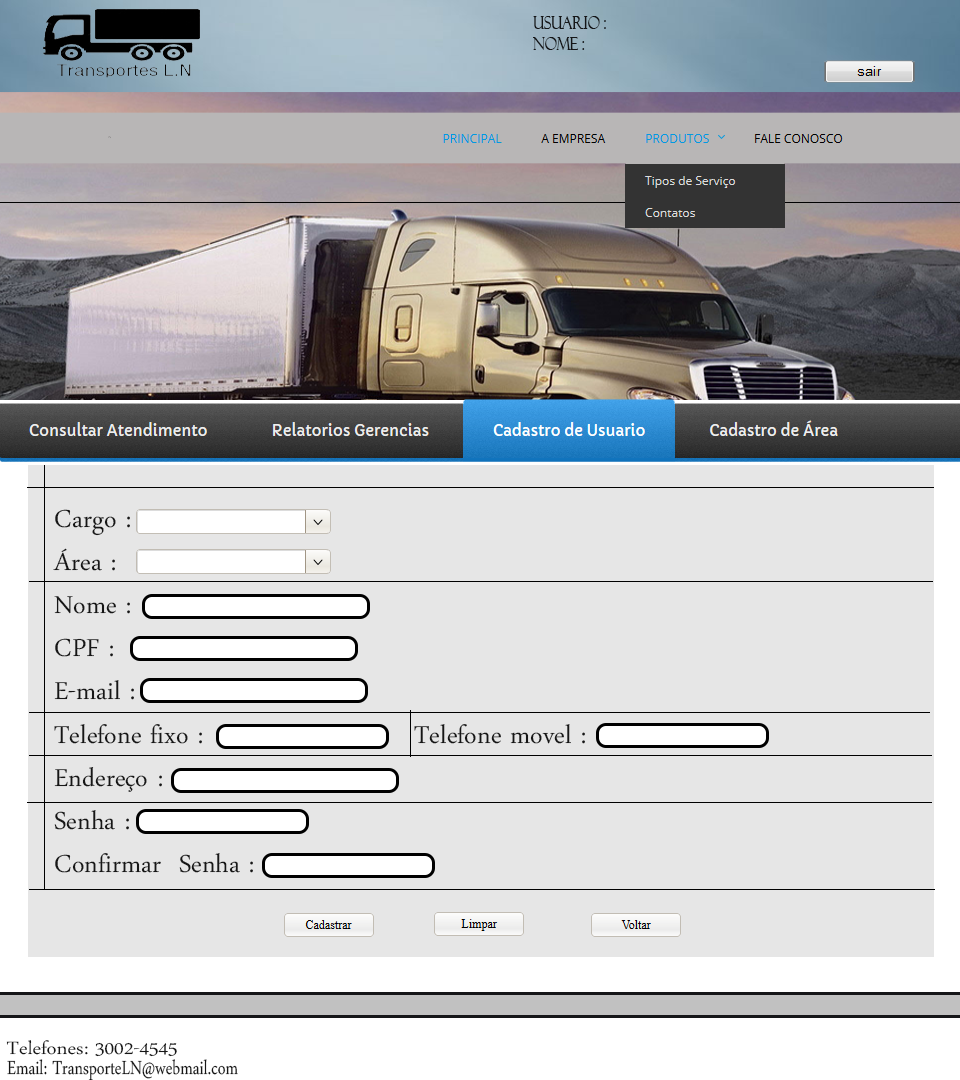 Transportes L.N
USUARIO :
NOME :
sair
PRINCIPAL A EMPRESA PRODUTOS FALE CONOSCO
Tipos de Serviço
Contatos
Consultar Atendimento Relatorios Gerencias Cadastro de Usuario Cadastro de Área
Cargo :
Área :
Nome :
CPF :
E-mail :
Telefone fixo : Telefone movel :
Endereço :
Senha :
Confirmar Senha :
Cadastrar Limpar Voltar
Telefones: 3002-4545
Email: TransporteLN@webmail.com